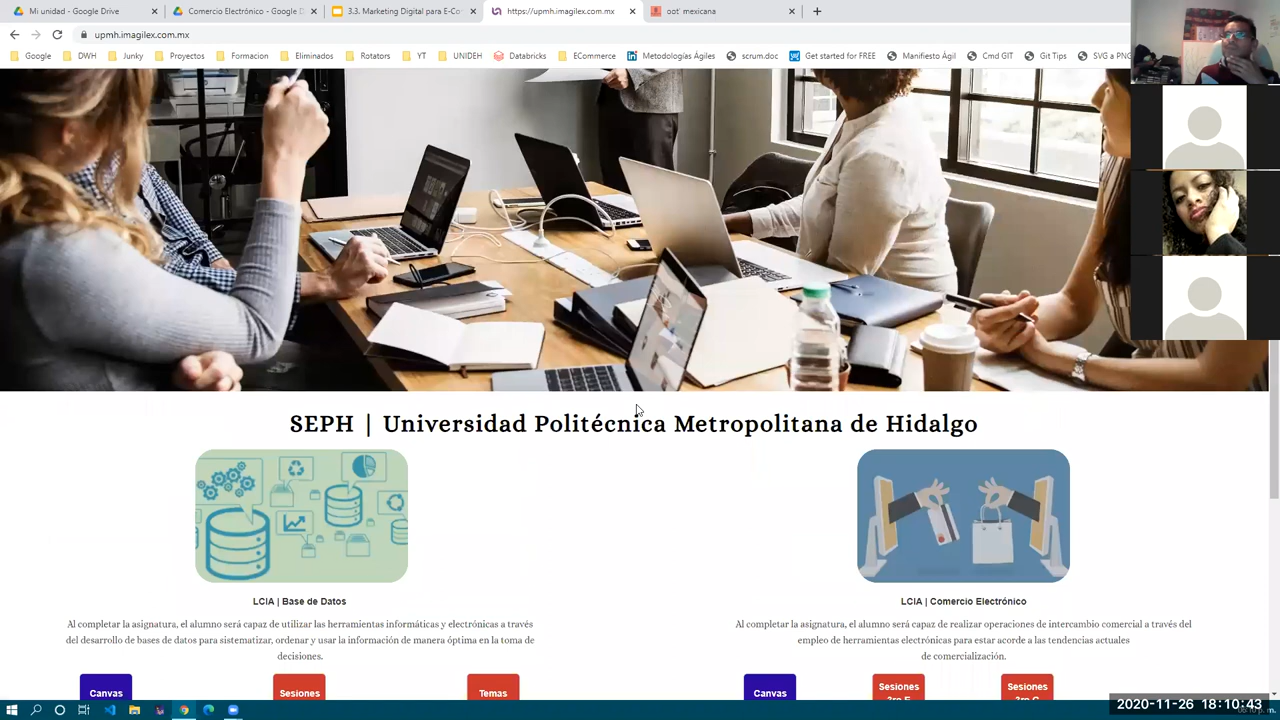 Mi unidad - Google Drive
Comercio Electrónico - Google D
3.3. Marketing Digital para E-Co
https://upmh.imagilex.com.mx
oot' mexicana
upmh.imagilex.com.mx
Google
DWH
Junky
Proyectos
Formacion
Eliminados
Rotators
YT
UNIDEH
Databricks
ECommerce
Metodologías Ágiles
scrum.doc
Get started for FREE
Manifiesto Ágil
Cmd GIT
Git Tips
SVG a PNG
SEPH | Universidad Politécnica Metropolitana de Hidalgo
LCIA | Base de Datos
Al completar la asignatura, el alumno será capaz de utilizar las herramientas informáticas y electrónicas a través
del desarrollo de bases de datos para sistematizar, ordenar y usar la información de manera óptima en la toma de
decisiones.
Canvas
Sesiones
Temas
LCIA | Comercio Electrónico
Al completar la asignatura, el alumno será capaz de realizar operaciones de intercambio comercial a través del
empleo de herramientas electrónicas para estar acorde a las tendencias actuales
de comercialización.
Canvas
Sesiones
Sesiones
2020-11-26 18:10:43